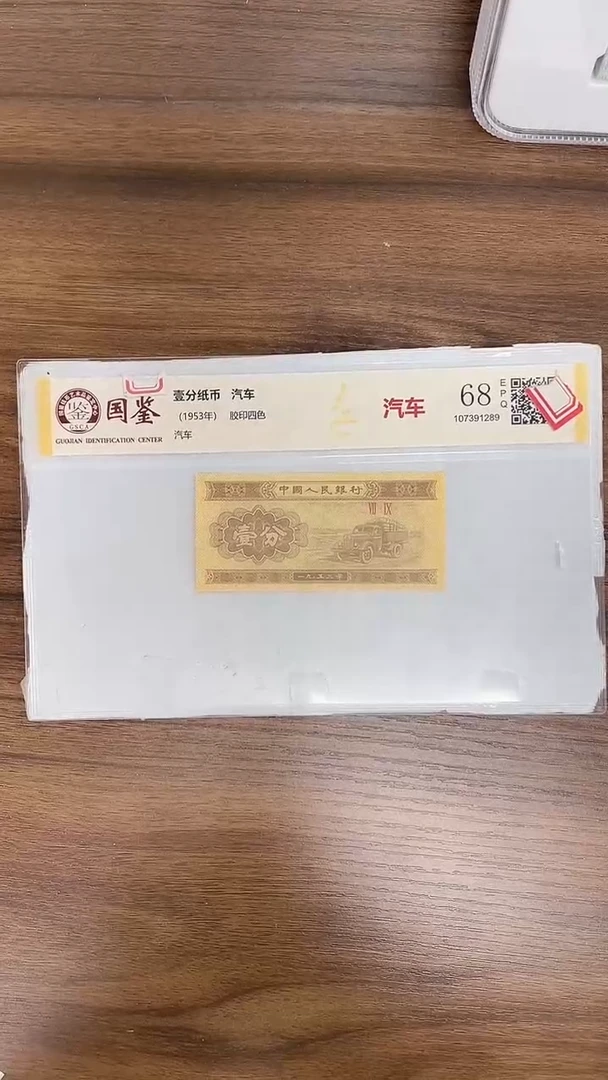 国鉴
GSCA
GUOJIAN IDENTIFICATION CENTER
壹分纸币 汽车
(1953年) 胶印四色
汽车
汽车
68
EPQ
107391289
中國人民銀行
VII IX
壹分
一九五三年